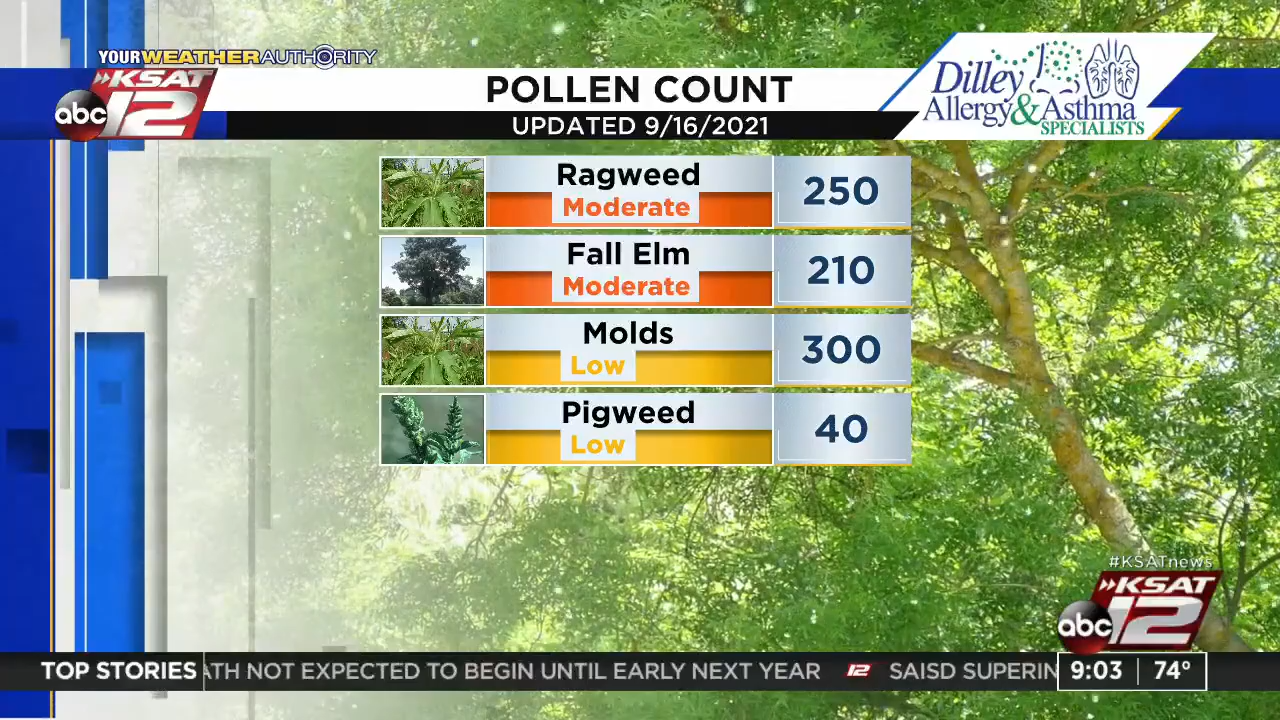 YOUR WEATHER AUTHORITY
KSAT
abc 12
POLLEN COUNT
UPDATED 9/16/2021
Dilley
Allergy & Asthma
SPECIALISTS
Ragweed
Moderate
250
Fall Elm
Moderate
210
Molds
Low
300
Pigweed
Low
40
#KSATnews
KSAT
abc 12
TOP STORIES ATH NOT EXPECTED TO BEGIN UNTIL EARLY NEXT YEAR 12 SAISD SUPERIN 9:03 74°